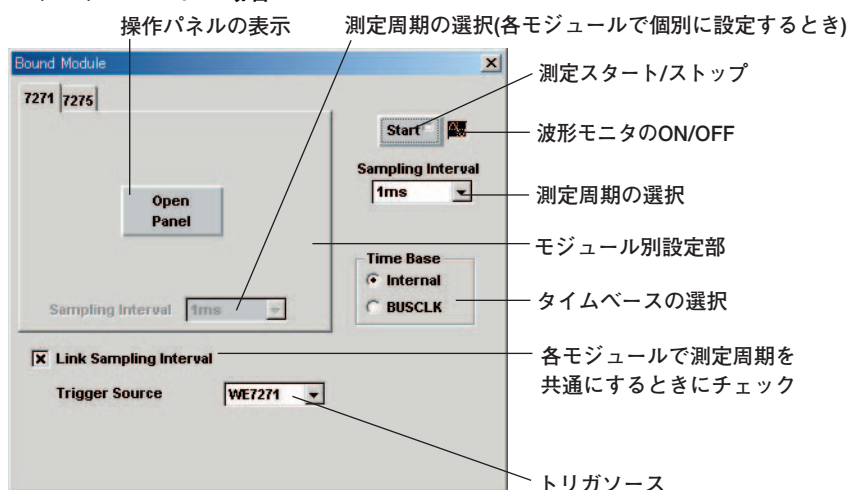 操作パネルの表示
測定周期の選択(各モジュールで個別に設定するとき)
Bound Module
測定スタート/ストップ
7271 7275
Start
波形モニタのON/OFF
Sampling Interval
1ms
測定周期の選択
Open
Panel
モジュール別設定部
Time Base
Internal
BUSCLK
タイムベースの選択
Sampling Interval 1ms
Link Sampling Interval
各モジュールで測定周期を
共通にするときにチェック
Trigger Source WE7271
トリガソース